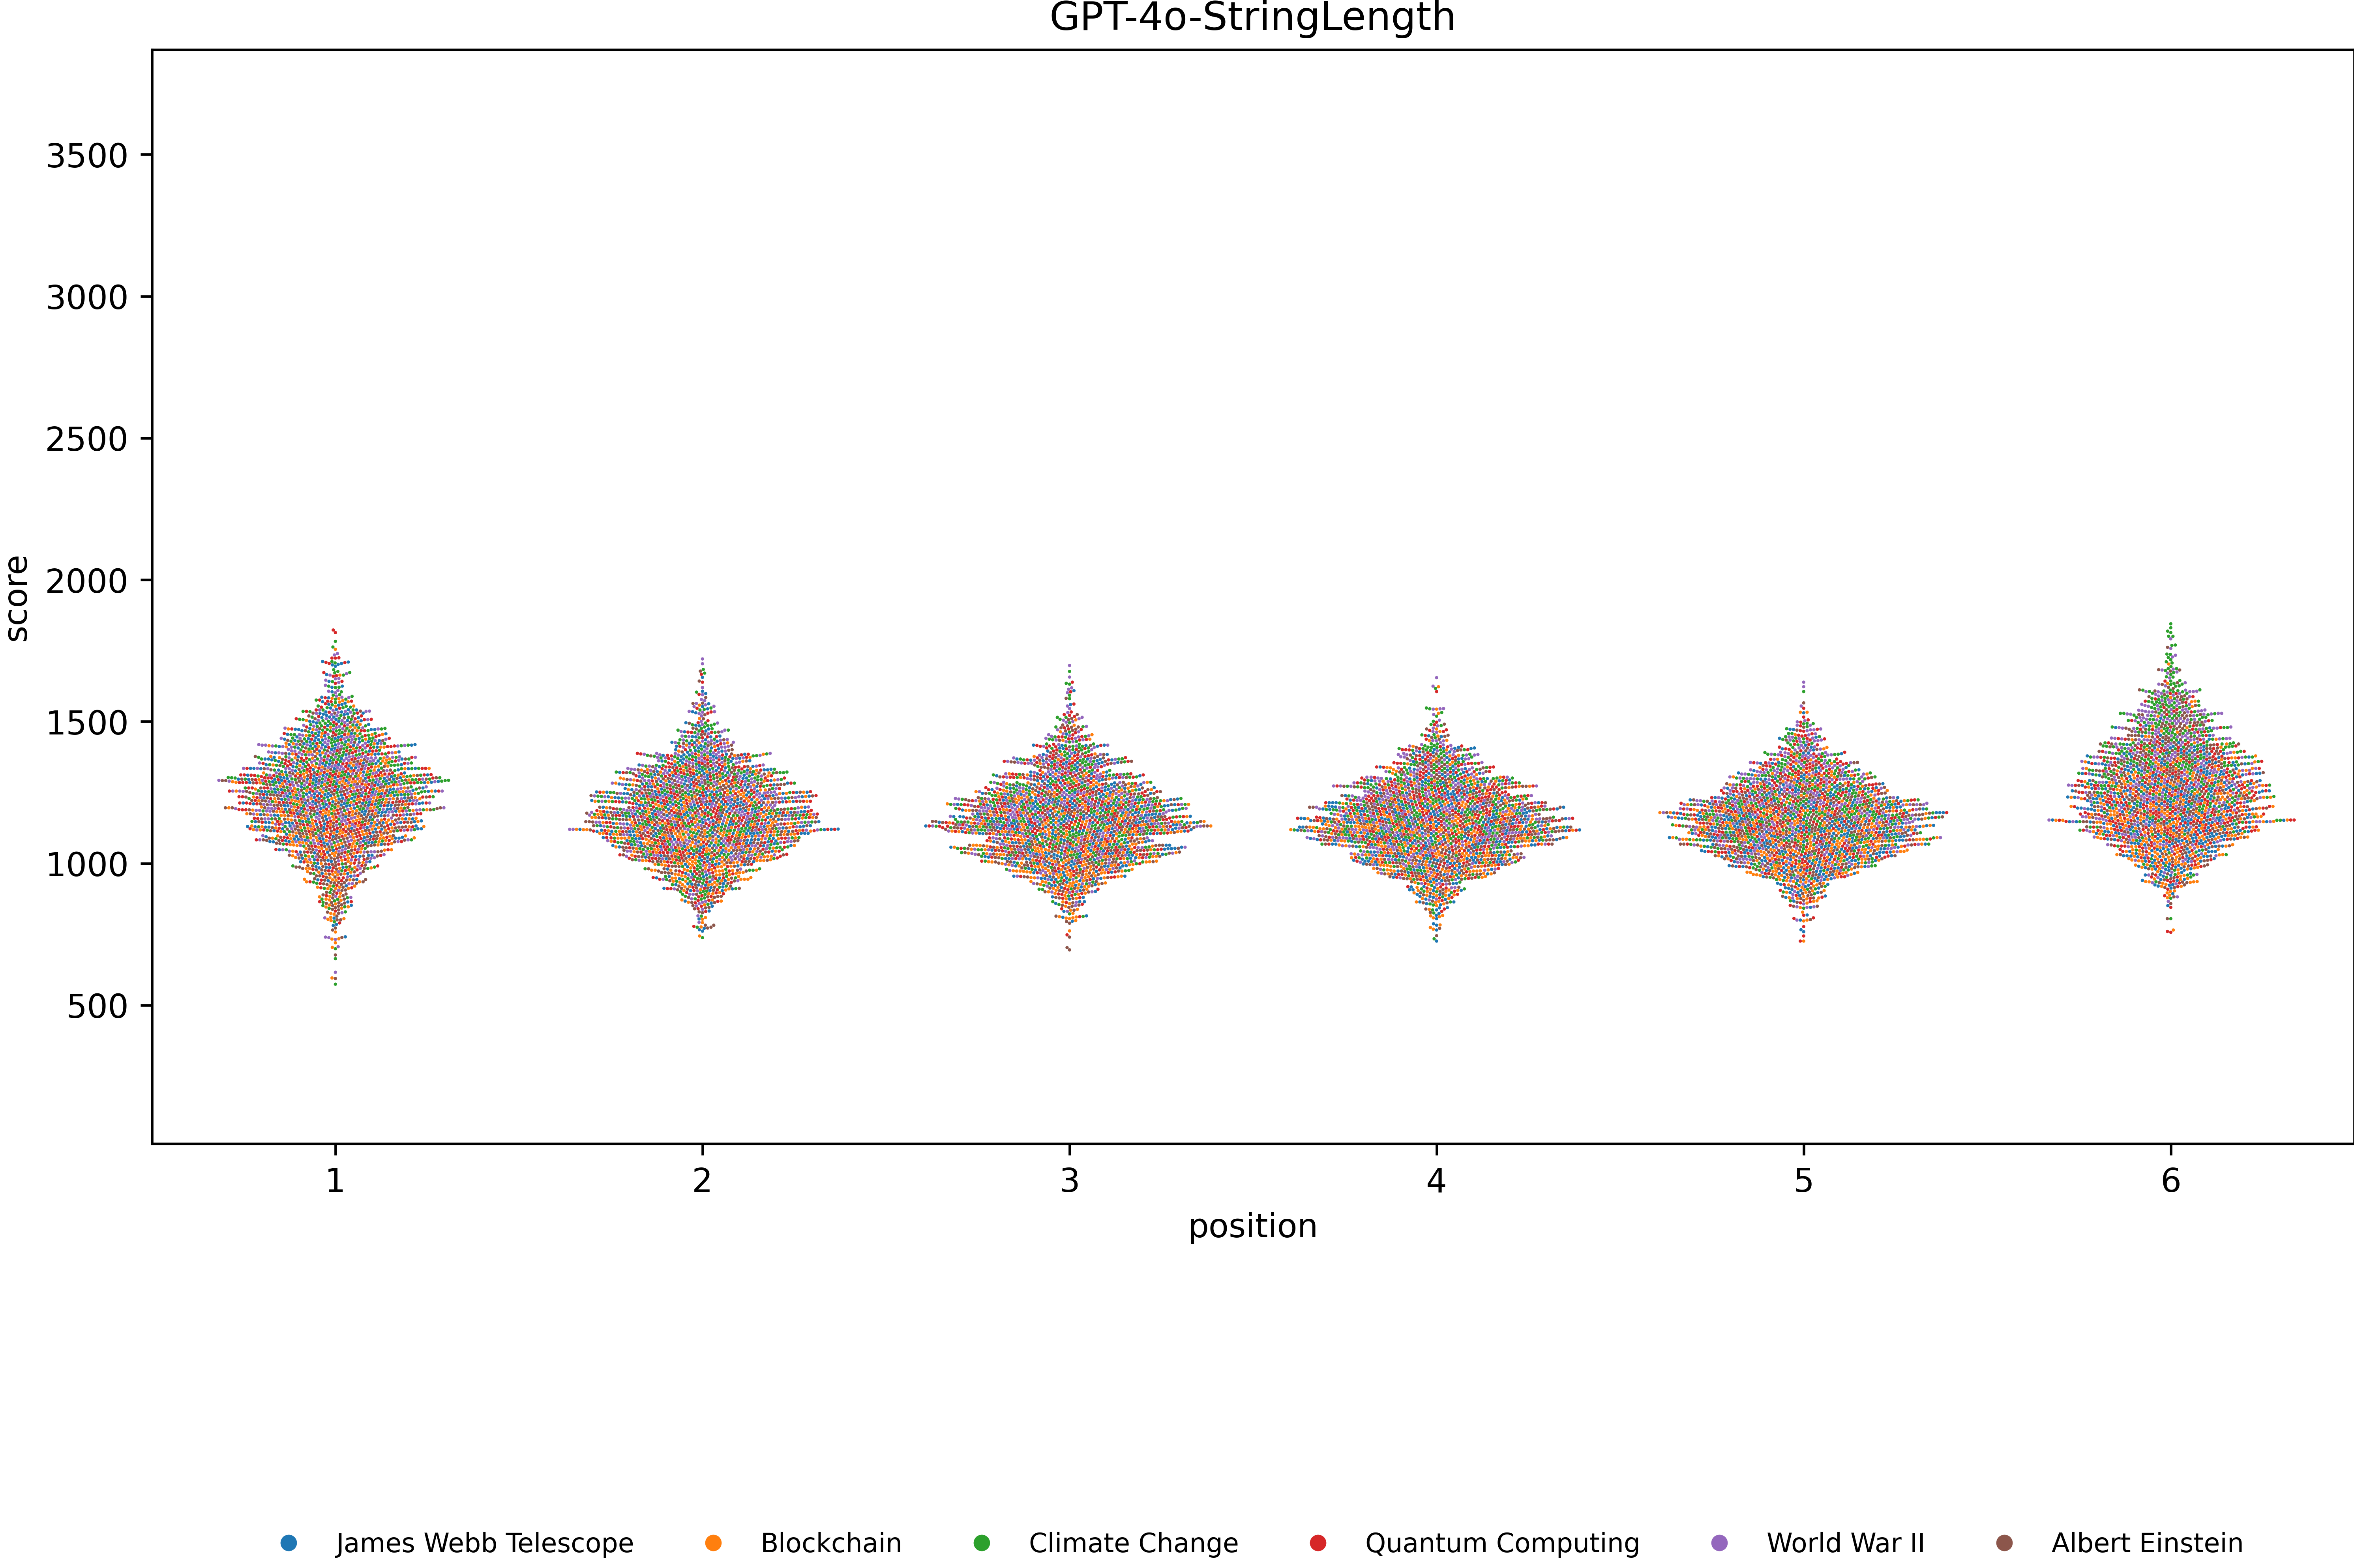 GPT-4o-StringLength
3500
3000
2500
2000
1500
1000
500
score
1 2 3 4 5 6
position
James Webb Telescope Blockchain Climate Change Quantum Computing World War II Albert Einstein